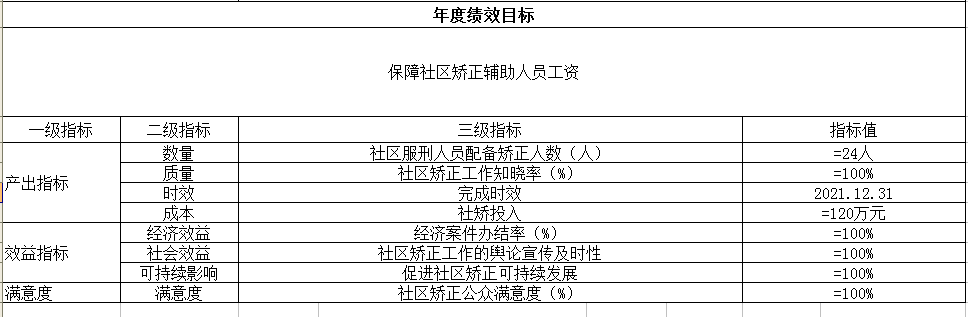 年度绩效目标
保障社区矫正辅助人员工资
一级指标 二级指标 三级指标 指标值
产出指标 数量 社区服刑人员配备矫正人数（人） =24人
质量 社区矫正工作知晓率（%） =100%
时效 完成时效 2021.12.31
成本 社矫投入 =120万元
效益指标 经济效益 经济案件办结率（%） =100%
社会效益 社区矫正工作的舆论宣传及时性 =100%
可持续影响 促进社区矫正可持续发展 =100%
满意度 满意度 社区矫正公众满意度（%） =100%